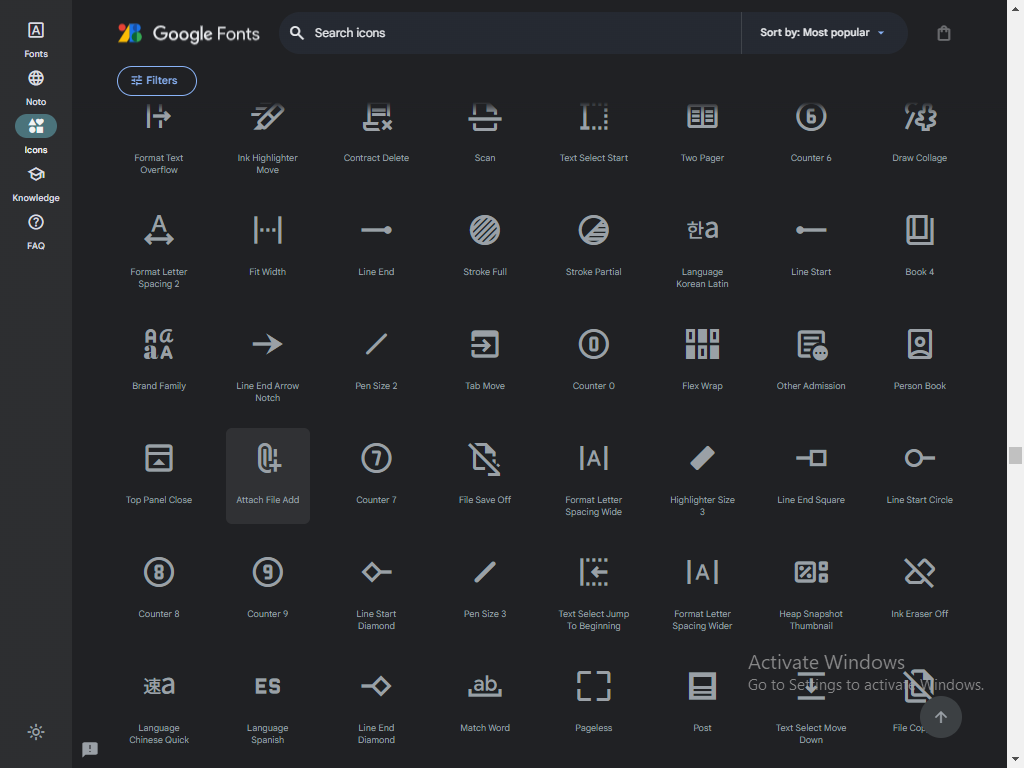 Google Fonts
Search icons
Sort by: Most popular
Fonts
Noto
Icons
Knowledge
FAQ
Filters
Format Text
Overflow
Ink Highlighter
Move
Contract Delete
Scan
Text Select Start
Two Pager
6
Counter 6
Draw Collage
A
Format Letter
Spacing 2
Fit Width
Line End
Stroke Full
Stroke Partial
한a
Language
Korean Latin
Line Start
Book 4
A a
a A
Brand Family
Line End Arrow
Notch
Pen Size 2
Tab Move
0
Counter 0
Flex Wrap
Other Admission
Person Book
Top Panel Close
Attach File Add
7
Counter 7
File Save Off
|A|
Format Letter
Spacing Wide
Highlighter Size
3
Line End Square
Line Start Circle
8
Counter 8
9
Counter 9
Line Start
Diamond
Pen Size 3
Text Select Jump
To Beginning
|A|
Format Letter
Spacing Wider
Heap Snapshot
Thumbnail
Ink Eraser Off
速a
Language
Chinese Quick
ES
Language
Spanish
Line End
Diamond
ab
Match Word
Pageless
Post
Text Select Move
Down
Activate Windows
Go to Settings to activate Windows.